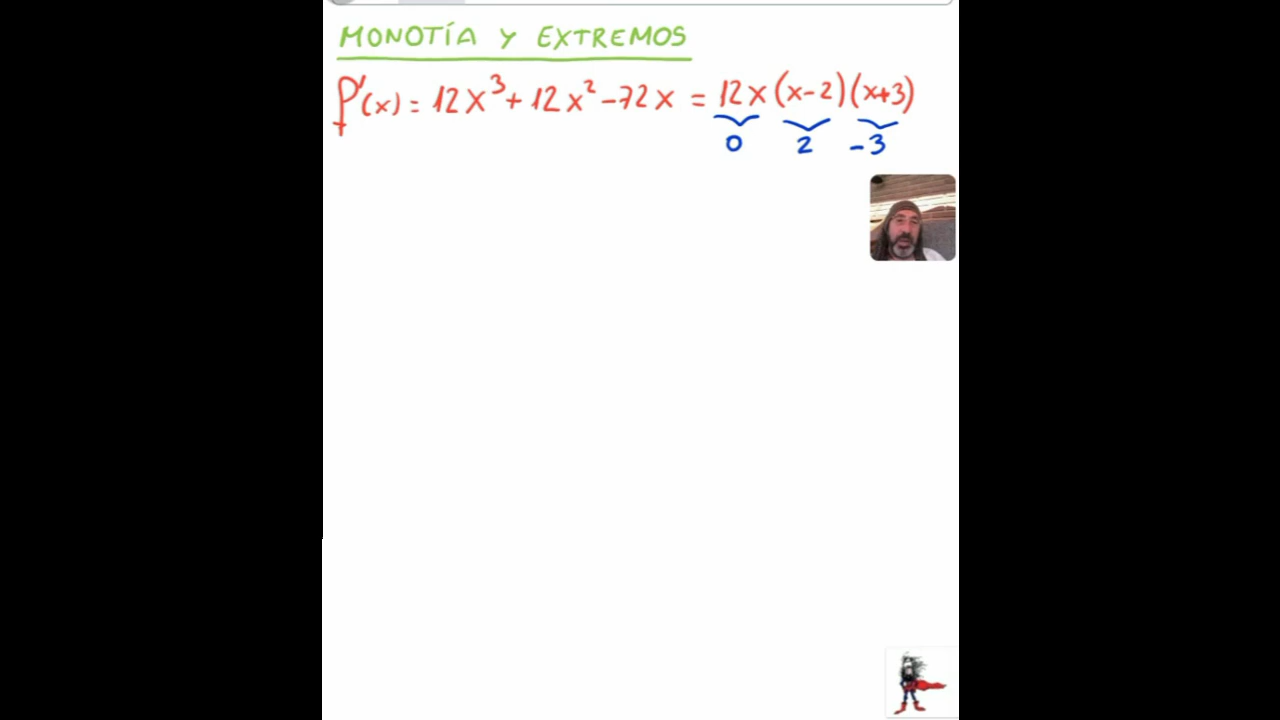 MONOTÍA Y EXTREMOS
f'(x) = 12x³ + 12x² - 72x = 12x (x-2) (x+3)
0 2 -3